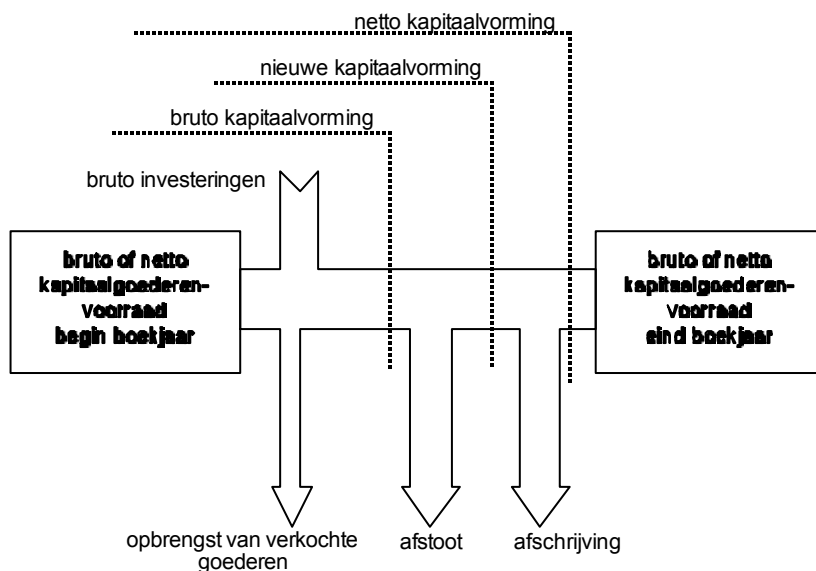 netto kapitaalvorming
nieuwe kapitaalvorming
bruto kapitaalvorming
bruto investeringen
bruto of netto
kapitaalgoederen-
voorraad
begin boekjaar
bruto of netto
kapitaalgoederen-
voorraad
eind boekjaar
opbrengst van verkochte
goederen
afstoot
afschrijving